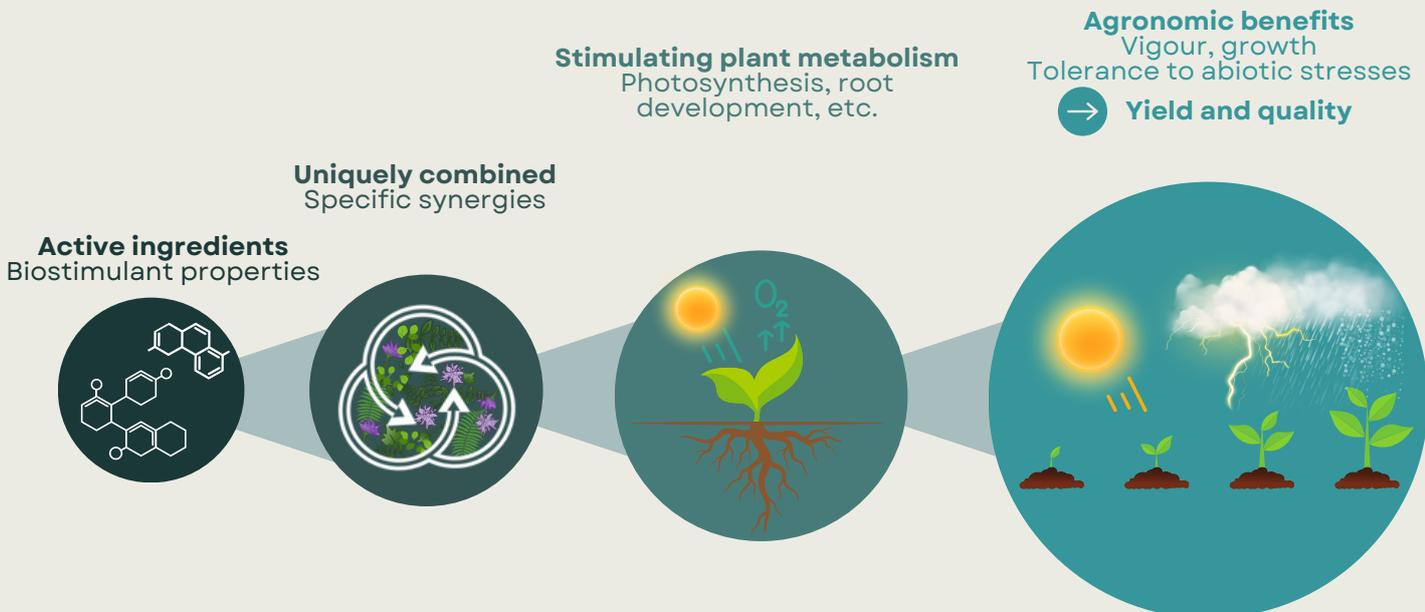 Active ingredients
Biostimulant properties
Uniquely combined
Specific synergies
Stimulating plant metabolism
Photosynthesis, root
development, etc.
O2
Agronomic benefits
Vigour, growth
Tolerance to abiotic stresses
Yield and quality